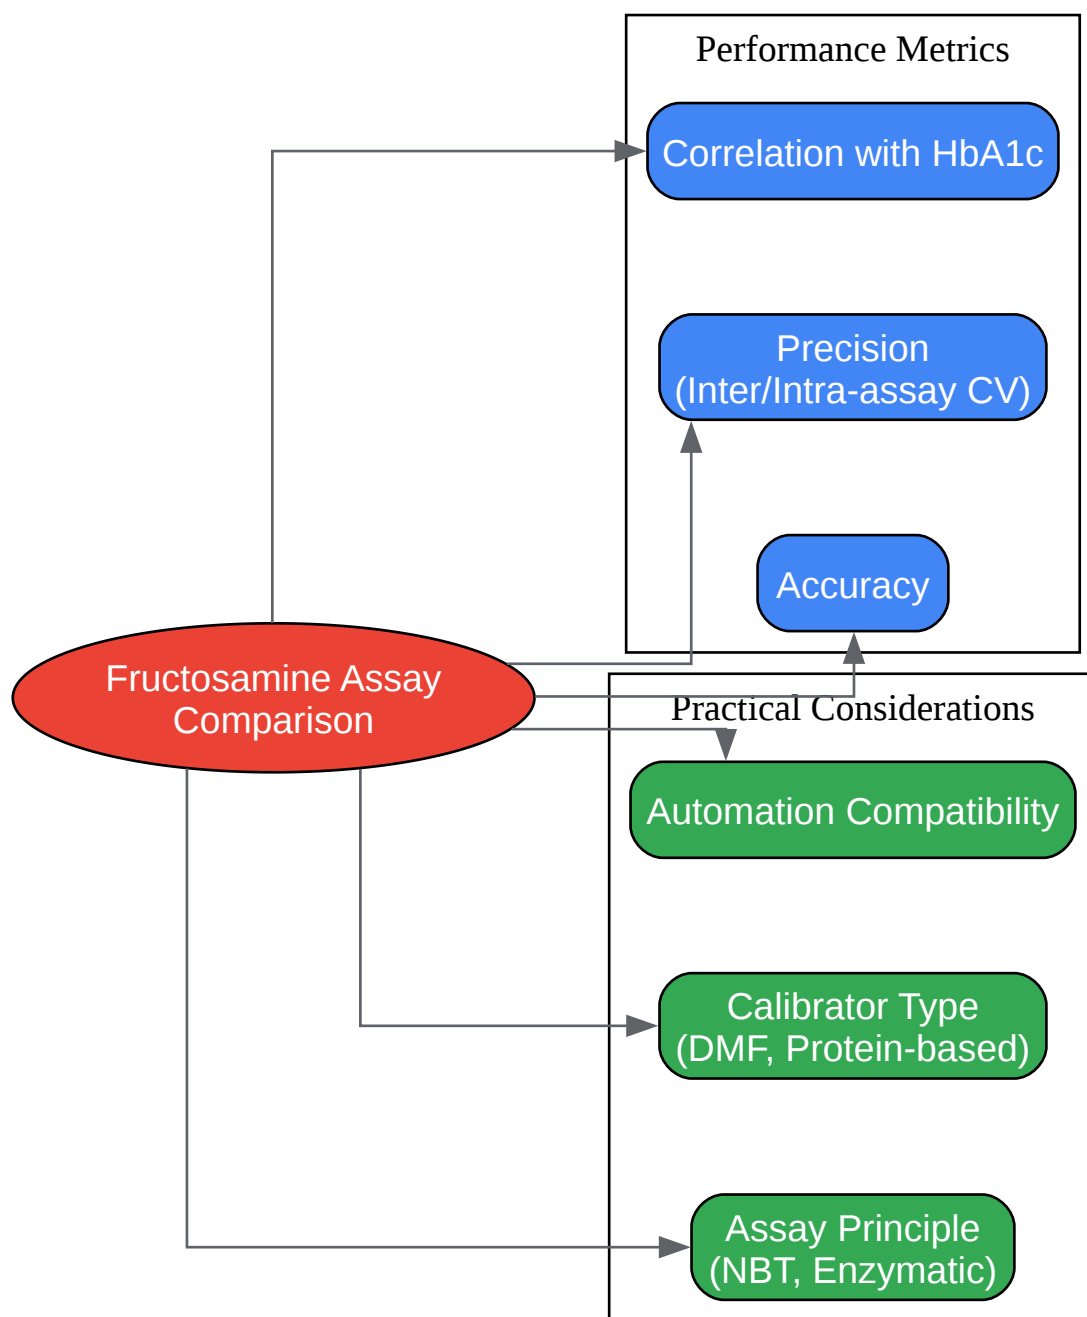 Performance Metrics
Correlation with HbA1c
Precision
(Inter/Intra-assay CV)
Accuracy
Fructosamine Assay
Comparison
Practical Considerations
Automation Compatibility
Calibrator Type
(DMF, Protein-based)
Assay Principle
(NBT, Enzymatic)